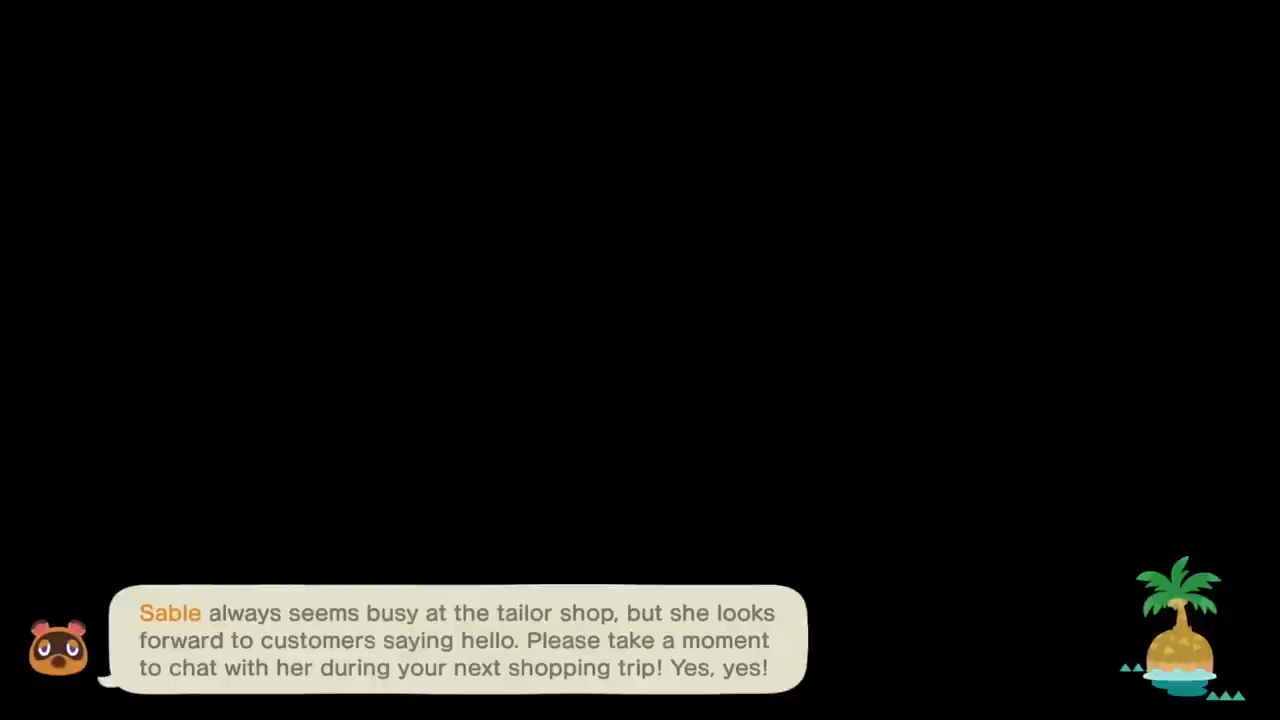 Sable always seems busy at the tailor shop, but she looks
forward to customers saying hello. Please take a moment
to chat with her during your next shopping trip! Yes, yes!